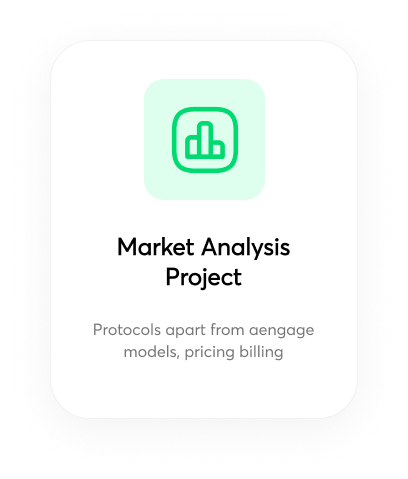 Market Analysis
Project
Protocols apart from aengage
models, pricing billing